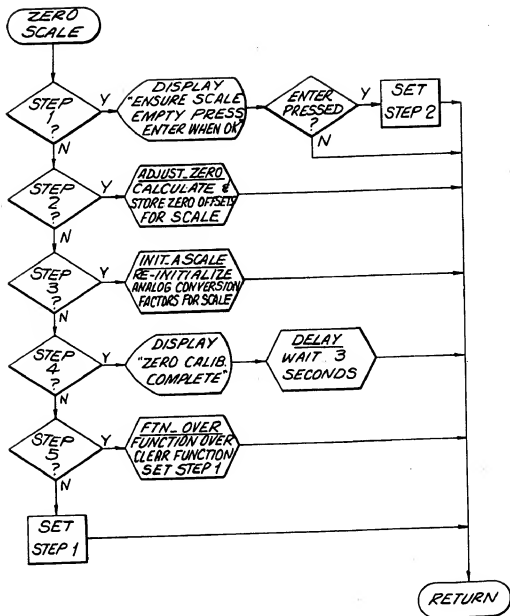 ZERO
SCALE
STEP
1
?
Y
N
DISPLAY
"ENSURE SCALE
EMPTY PRESS
ENTER WHEN OK"
ENTER
PRESSED
?
Y
N
SET
STEP 2
STEP
2
?
Y
N
ADJUST_ZERO
CALCULATE &
STORE ZERO OFFSETS
FOR SCALE
STEP
3
?
Y
N
INIT_ASCALE
RE-INITIALIZE
ANALOG CONVERSION
FACTORS FOR SCALE
STEP
4
?
Y
N
DISPLAY
"ZERO CALIB.
COMPLETE"
DELAY
WAIT 3
SECONDS
STEP
5
?
Y
N
FTN_OVER
FUNCTION OVER
CLEAR FUNCTION
SET STEP 1
SET
STEP 1
RETURN